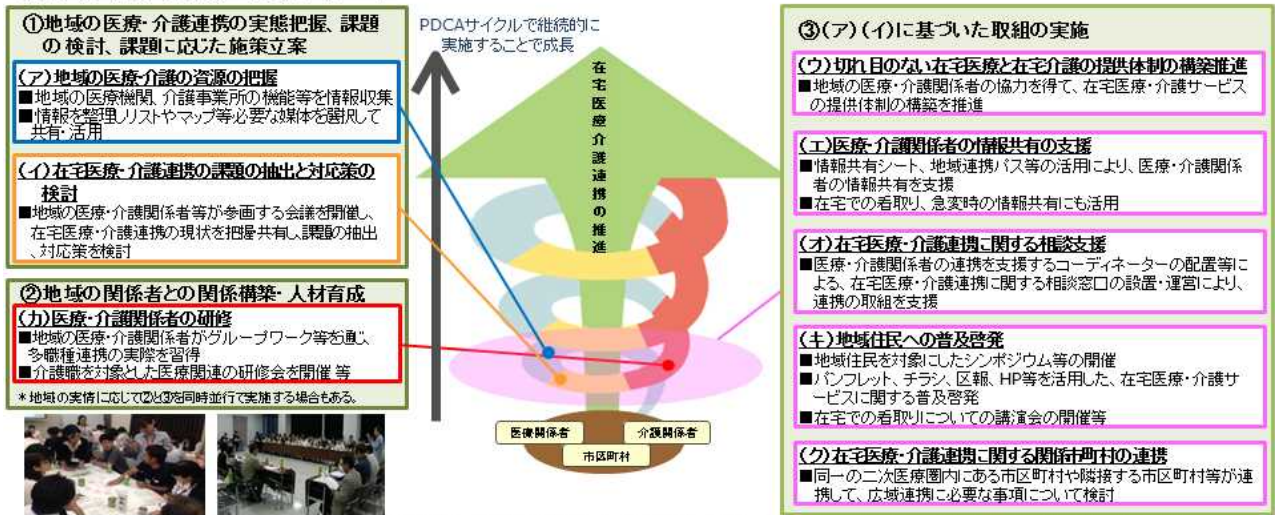 ①地域の医療・介護連携の実態把握、課題
の検討、課題に応じた施策立案
(ア)地域の医療・介護の資源の把握
■地域の医療機関、介護事業所の機能等を情報収集
■情報を整理しリストやマップ等必要な媒体を選択して
共有・活用
(イ)在宅医療・介護連携の課題の抽出と対応策の
検討
■地域の医療・介護関係者等が参画する会議を開催し、
在宅医療・介護連携の現状を把握共有し、課題の抽出
、対応策を検討
②地域の関係者との関係構築・人材育成
(カ)医療・介護関係者の研修
■地域の医療・介護関係者がグループワーク等を通じ、
多職種連携の実際を習得
■介護職を対象とした医療関連の研修会を開催 等
*地域の実情に応じて②と③を同時並行で実施する場合もある。
PDCAサイクルで継続的に
実施することで成長
在宅医療介護連携の推進
医療関係者
介護関係者
市区町村
③(ア)(イ)に基づいた取組の実施
(ウ)切れ目のない在宅医療と在宅介護の提供体制の構築推進
■地域の医療・介護関係者の協力を得て、在宅医療・介護サービス
の提供体制の構築を推進
(エ)医療・介護関係者の情報共有の支援
■情報共有シート、地域連携パス等の活用により、医療・介護関係
者の情報共有を支援
■在宅での看取り、急変時の情報共有にも活用
(オ)在宅医療・介護連携に関する相談支援
■医療・介護関係者の連携を支援するコーディネーターの配置等に
よる、在宅医療・介護連携に関する相談窓口の設置・運営により、
連携の取組を支援
(キ)地域住民への普及啓発
■地域住民を対象にしたシンポジウム等の開催
■パンフレット、チラシ、区報、HP等を活用した、在宅医療・介護サ
ービスに関する普及啓発
■在宅での看取りについての講演会の開催等
(ク)在宅医療・介護連携に関する関係市町村の連携
■同一の二次医療圏内にある市区町村や隣接する市区町村等が連
携して、広域連携に必要な事項について検討